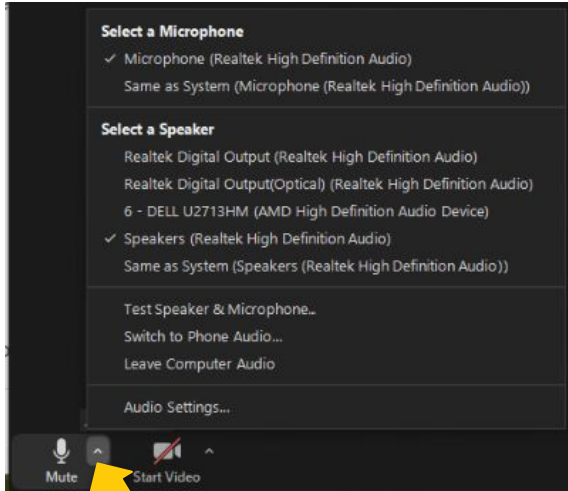 Select a Microphone
✓ Microphone (Realtek High Definition Audio)
Same as System (Microphone (Realtek High Definition Audio))
Select a Speaker
Realtek Digital Output (Realtek High Definition Audio)
Realtek Digital Output(Optical) (Realtek High Definition Audio)
6 - DELL U2713HM (AMD High Definition Audio Device)
✓ Speakers (Realtek High Definition Audio)
Same as System (Speakers (Realtek High Definition Audio))
Test Speaker & Microphone...
Switch to Phone Audio...
Leave Computer Audio
Audio Settings...
Mute Start Video